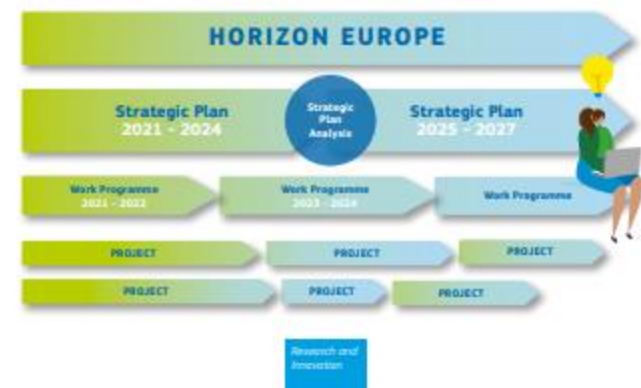 HORIZON EUROPE
Strategic Plan
2021 - 2024
Strategic
Plan
Analysis
Strategic Plan
2025 - 2027
Work Programme
2021 - 2022
Work Programme
2023 - 2024
Work Programme
PROJECT
PROJECT
PROJECT
PROJECT
PROJECT
PROJECT
Research and
Innovation